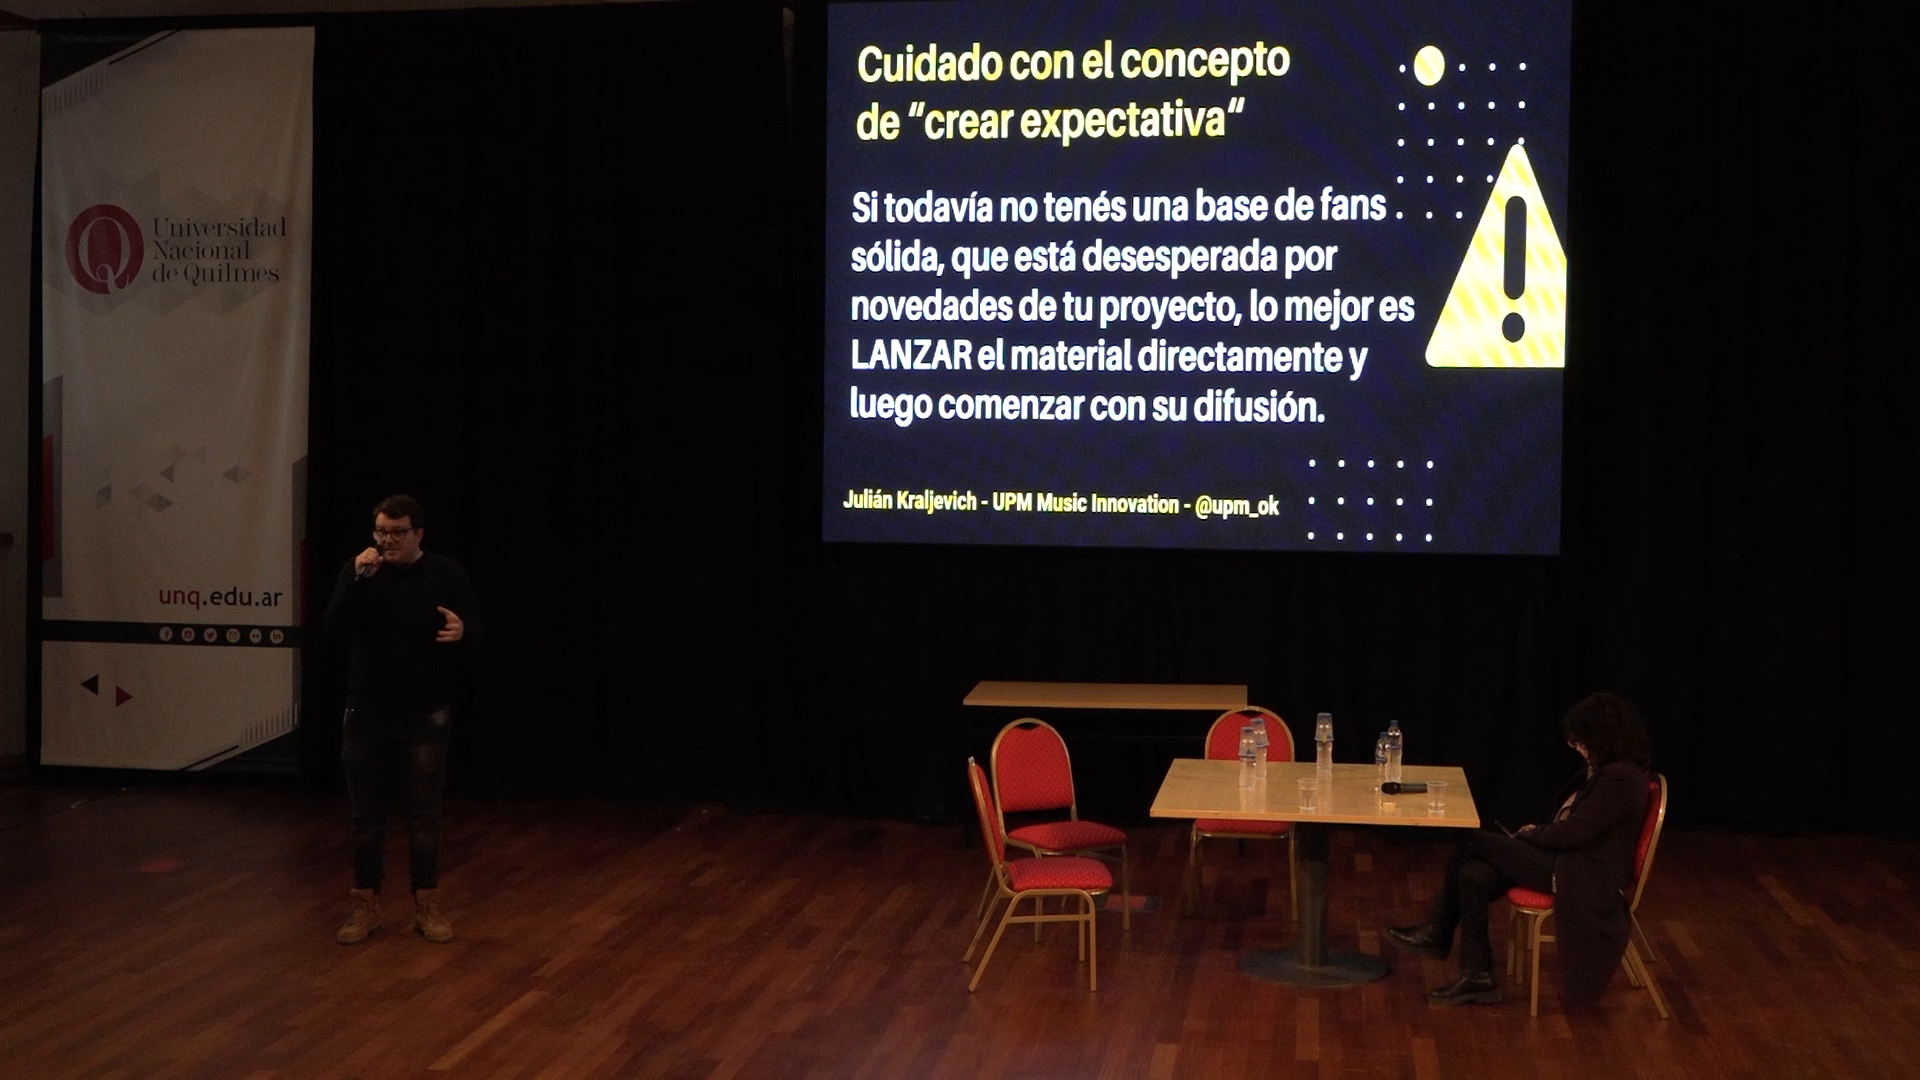 Universidad
Nacional
de Quilmes
unq.edu.ar
Cuidado con el concepto
de “crear expectativa“
Si todavía no tenés una base de fans
sólida, que está desesperada por
novedades de tu proyecto, lo mejor es
LANZAR el material directamente y
luego comenzar con su difusión.
Julián Kraljevich - UPM Music Innovation - @upm_ok